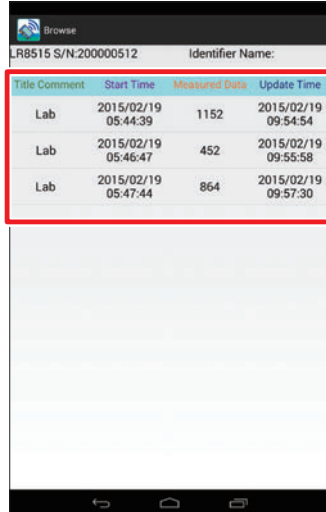 Browse
LR8515 S/N:200000512 Identifier Name:
Title Comment Start Time Measured Data Update Time
Lab 2015/02/19 05:44:39 1152 2015/02/19 09:54:54
Lab 2015/02/19 05:46:47 452 2015/02/19 09:55:58
Lab 2015/02/19 05:47:44 864 2015/02/19 09:57:30